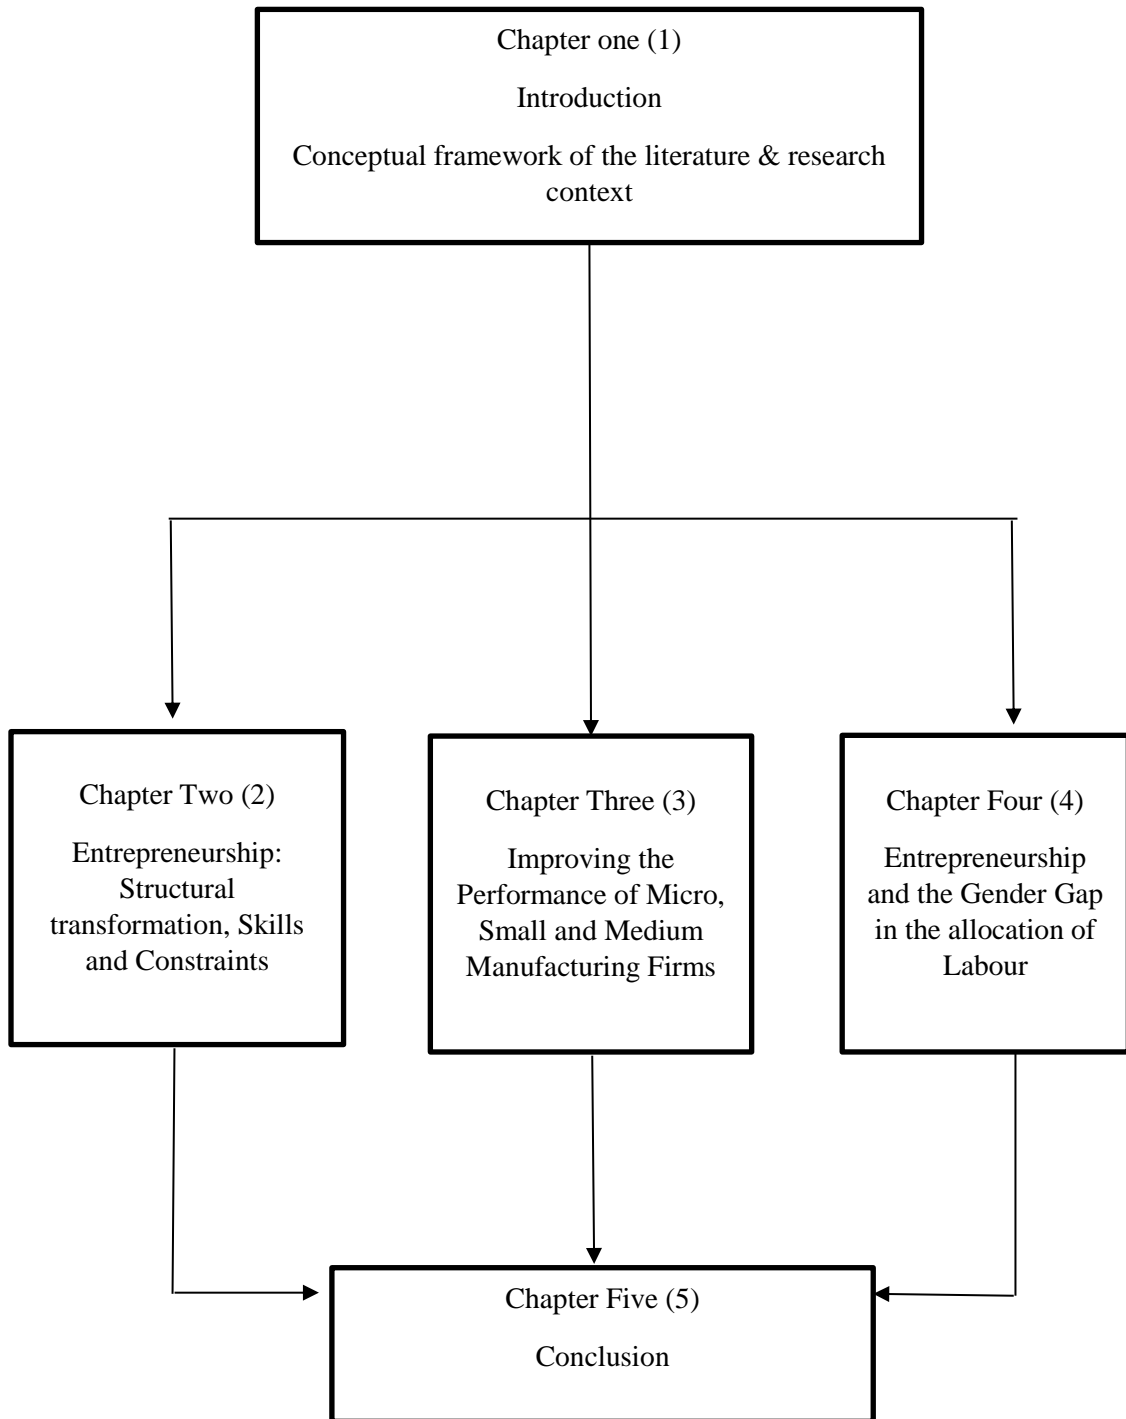 Chapter one (1)
Introduction
Conceptual framework of the literature & research
context
Chapter Two (2)
Entrepreneurship:
Structural
transformation, Skills
and Constraints
Chapter Three (3)
Improving the
Performance of Micro,
Small and Medium
Manufacturing Firms
Chapter Four (4)
Entrepreneurship
and the Gender Gap
in the allocation of
Labour
Chapter Five (5)
Conclusion